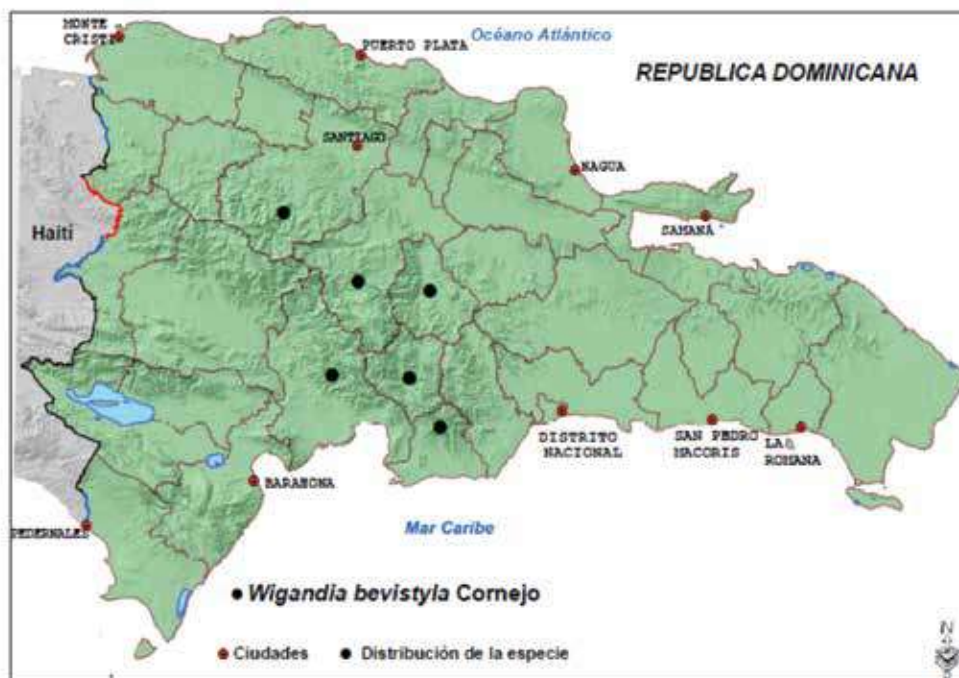 MONTE
CRISTI
PUERTO PLATA
Océano Atlántico
REPUBLICA DOMINICANA
SANTIAGO
NAGUA
Haití
SAMANÁ
DISTRITO
NACIONAL
SAN PEDRO
MACORIS
LA
ROMANA
BARAHONA
PEDERNALES
Mar Caribe
Wigandia bevistyla Cornejo
Ciudades
Distribución de la especie